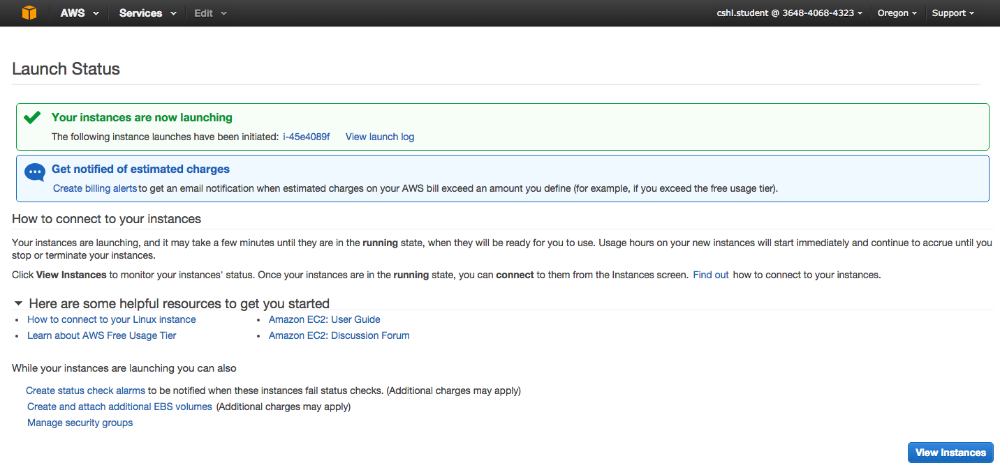 AWS Services Edit cshl.student @ 3648-4068-4323 Oregon Support
Launch Status
Your instances are now launching
The following instance launches have been initiated: i-45e4089f View launch log
Get notified of estimated charges
Create billing alerts to get an email notification when estimated charges on your AWS bill exceed an amount you define (for example, if you exceed the free usage tier).
How to connect to your instances
Your instances are launching, and it may take a few minutes until they are in the running state, when they will be ready for you to use. Usage hours on your new instances will start immediately and continue to accrue until you
stop or terminate your instances.
Click View Instances to monitor your instances' status. Once your instances are in the running state, you can connect to them from the Instances screen. Find out how to connect to your instances.
Here are some helpful resources to get you started
• How to connect to your Linux instance • Amazon EC2: User Guide
• Learn about AWS Free Usage Tier • Amazon EC2: Discussion Forum
While your instances are launching you can also
Create status check alarms to be notified when these instances fail status checks. (Additional charges may apply)
Create and attach additional EBS volumes (Additional charges may apply)
Manage security groups
View Instances